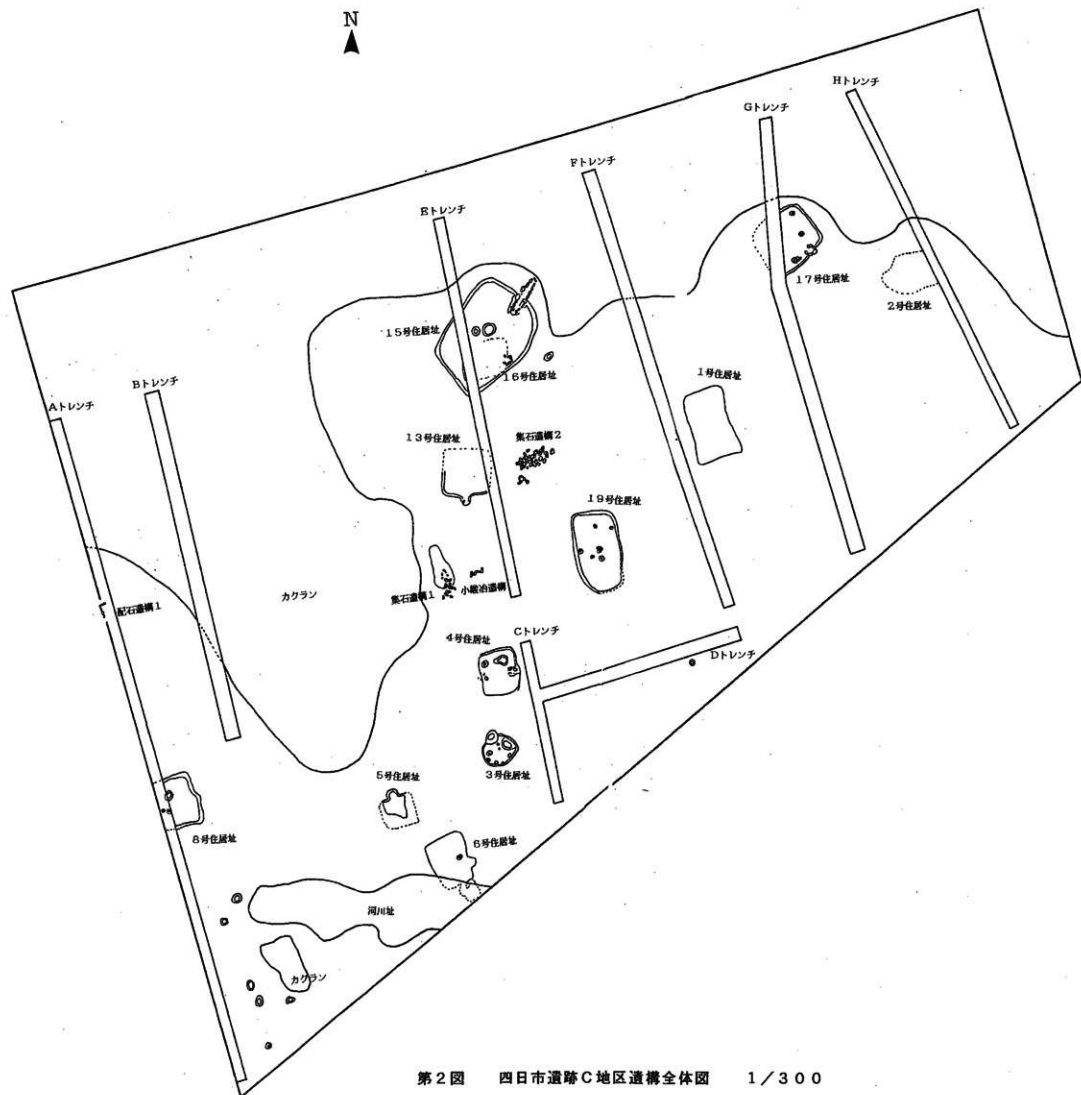 N
Hトレンチ
Gトレンチ
Fトレンチ
Eトレンチ
17号住居址
2号住居址
15号住居址
16号住居址
1号住居址
Bトレンチ
Aトレンチ
13号住居址
集石遺構2
19号住居址
カクラン
集石遺構1
小鍛冶遺構
配石遺構1
4号住居址
Cトレンチ
Dトレンチ
3号住居址
5号住居址
8号住居址
6号住居址
河川址
カクラン
第2図 四日市遺跡C地区遺構全体図 1/300